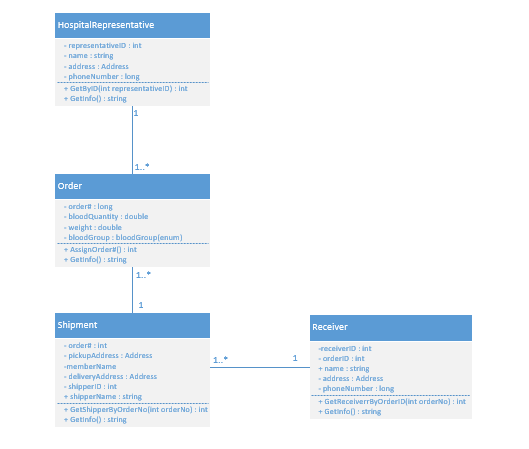 HospitalRepresentative
- representativeID : int
- name : string
- address : Address
- phoneNumber : long
+ GetByID(int representativeID) : int
+ GetInfo() : string
1
1..*
Order
- order# : long
- bloodQuantity : double
- weight : double
- bloodGroup : bloodGroup(enum)
+ AssignOrder#() : int
+ GetInfo() : string
1..*
1
Shipment
- order# : int
- pickupAddress : Address
-memberName
- deliveryAddress : Address
- shipperID : int
+ shipperName : string
+ GetShipperByOrderNo(int orderNo) : int
+ GetInfo() : string
1..*
1
Receiver
-receiverID : int
- orderID : int
+ name : string
- address : Address
- phoneNumber : long
+ GetReceiverrByOrderID(int orderNo) : int
+ GetInfo() : string